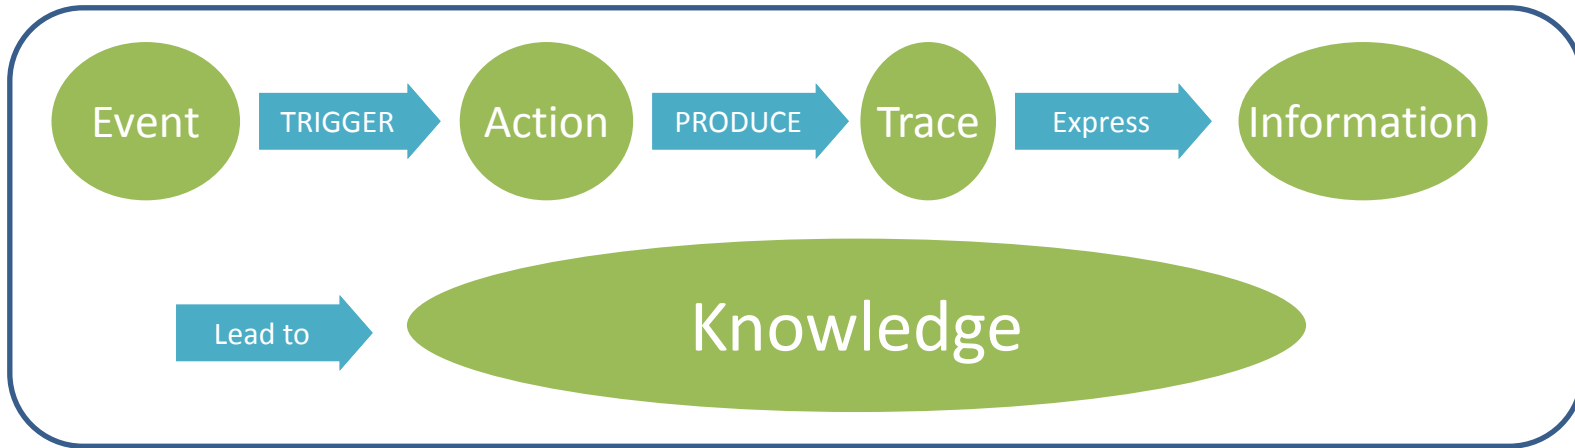 Event TRIGGER Action PRODUCE Trace Express Information
Lead to Knowledge